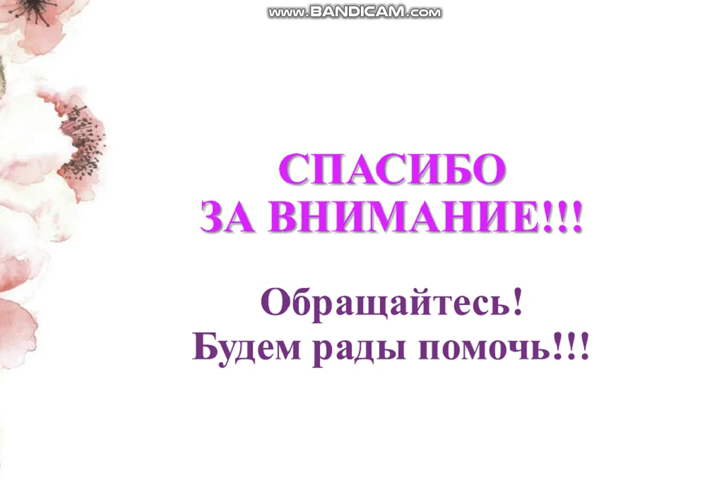 www.BANDICAM.com
СПАСИБО
ЗА ВНИМАНИЕ!!!
Обращайтесь!
Будем рады помочь!!!